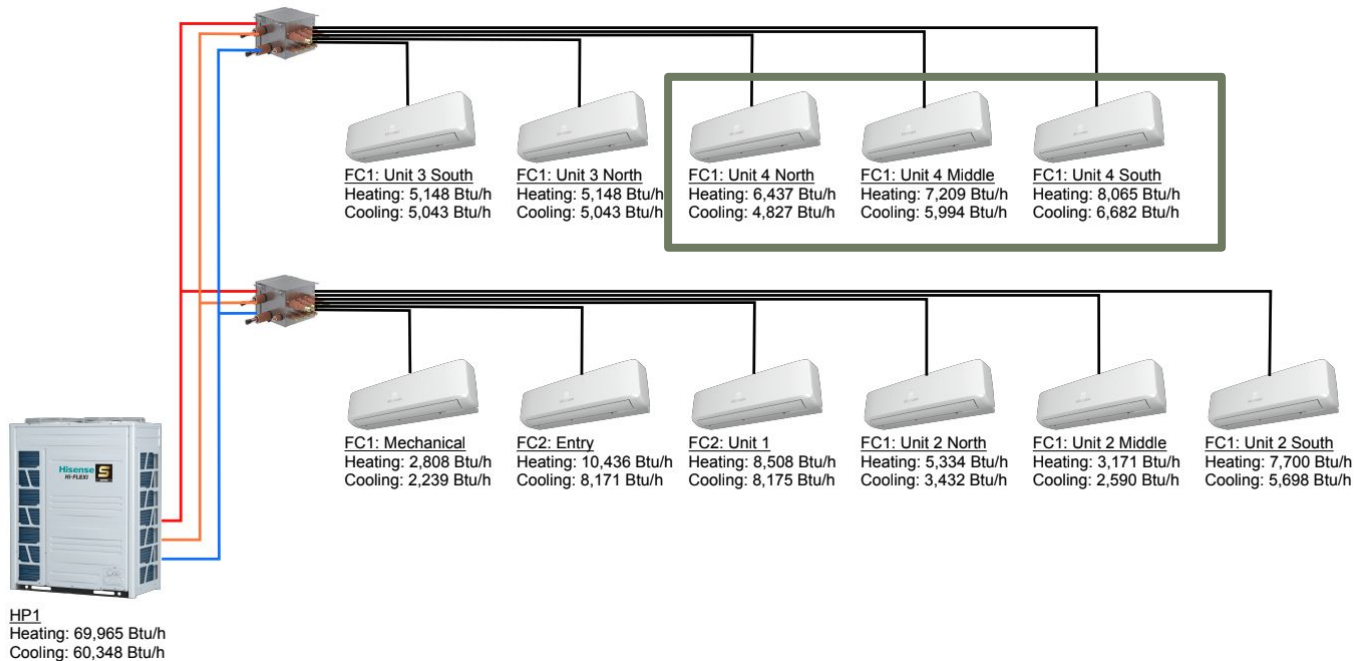 FC1: Unit 3 South
Heating: 5,148 Btu/h
Cooling: 5,043 Btu/h
FC1: Unit 3 North
Heating: 5,148 Btu/h
Cooling: 5,043 Btu/h
FC1: Unit 4 North
Heating: 6,437 Btu/h
Cooling: 4,827 Btu/h
FC1: Unit 4 Middle
Heating: 7,209 Btu/h
Cooling: 5,994 Btu/h
FC1: Unit 4 South
Heating: 8,065 Btu/h
Cooling: 6,682 Btu/h
FC1: Mechanical
Heating: 2,808 Btu/h
Cooling: 2,239 Btu/h
FC2: Entry
Heating: 10,436 Btu/h
Cooling: 8,171 Btu/h
FC2: Unit 1
Heating: 8,508 Btu/h
Cooling: 8,175 Btu/h
FC1: Unit 2 North
Heating: 5,334 Btu/h
Cooling: 3,432 Btu/h
FC1: Unit 2 Middle
Heating: 3,171 Btu/h
Cooling: 2,590 Btu/h
FC1: Unit 2 South
Heating: 7,700 Btu/h
Cooling: 5,698 Btu/h
Hisense S
HI-FLEXI
HP1
Heating: 69,965 Btu/h
Cooling: 60,348 Btu/h